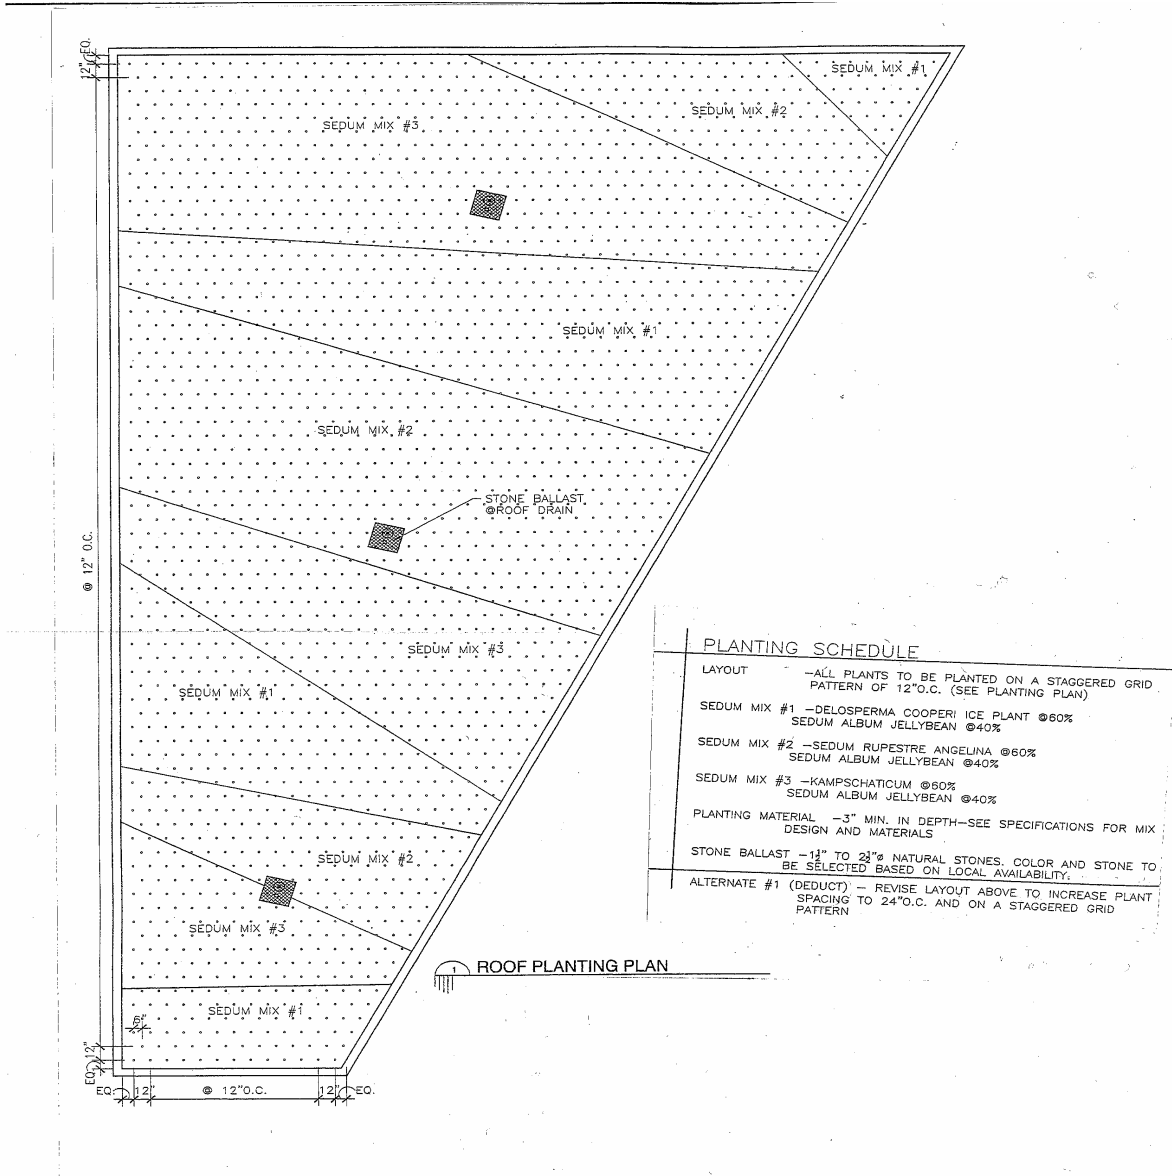 EQ.
12"
SEDUM MIX #1
SEDUM MIX #2
SEDUM MIX #3
SEDUM MIX #1
SEDUM MIX #2
STONE BALLAST
@ROOF DRAIN
@ 12" O.C.
SEDUM MIX #3
SEDUM MIX #1
SEDUM MIX #2
SEDUM MIX #3
SEDUM MIX #1
6"
12"
EQ.
EQ.
12"
@ 12"O.C.
12"
EQ.
PLANTING SCHEDULE
LAYOUT -ALL PLANTS TO BE PLANTED ON A STAGGERED GRID
PATTERN OF 12"O.C. (SEE PLANTING PLAN)
SEDUM MIX #1 -DELOSPERMA COOPERI ICE PLANT @60%
SEDUM ALBUM JELLYBEAN @40%
SEDUM MIX #2 -SEDUM RUPESTRE ANGELINA @60%
SEDUM ALBUM JELLYBEAN @40%
SEDUM MIX #3 -KAMPSCHATICUM @60%
SEDUM ALBUM JELLYBEAN @40%
PLANTING MATERIAL -3" MIN. IN DEPTH-SEE SPECIFICATIONS FOR MIX
DESIGN AND MATERIALS
STONE BALLAST -1½" TO 2½"ø NATURAL STONES. COLOR AND STONE TO
BE SELECTED BASED ON LOCAL AVAILABILITY.
ALTERNATE #1 (DEDUCT) - REVISE LAYOUT ABOVE TO INCREASE PLANT
SPACING TO 24"O.C. AND ON A STAGGERED GRID
PATTERN
1 ROOF PLANTING PLAN